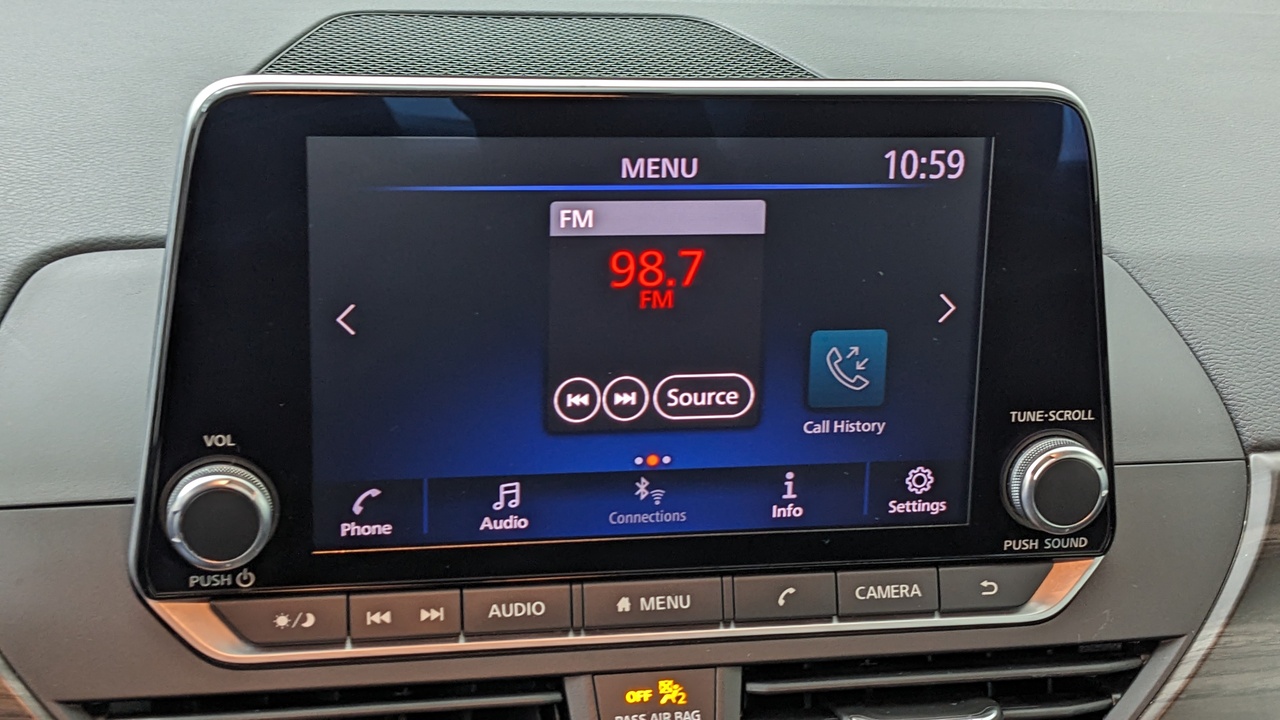 MENU
10:59
FM
98.7
FM
Source
Call History
VOL
TUNE·SCROLL
Phone
Audio
Connections
Info
Settings
PUSH
PUSH SOUND
AUDIO
MENU
CAMERA
OFF 2
PASS AIR BAG